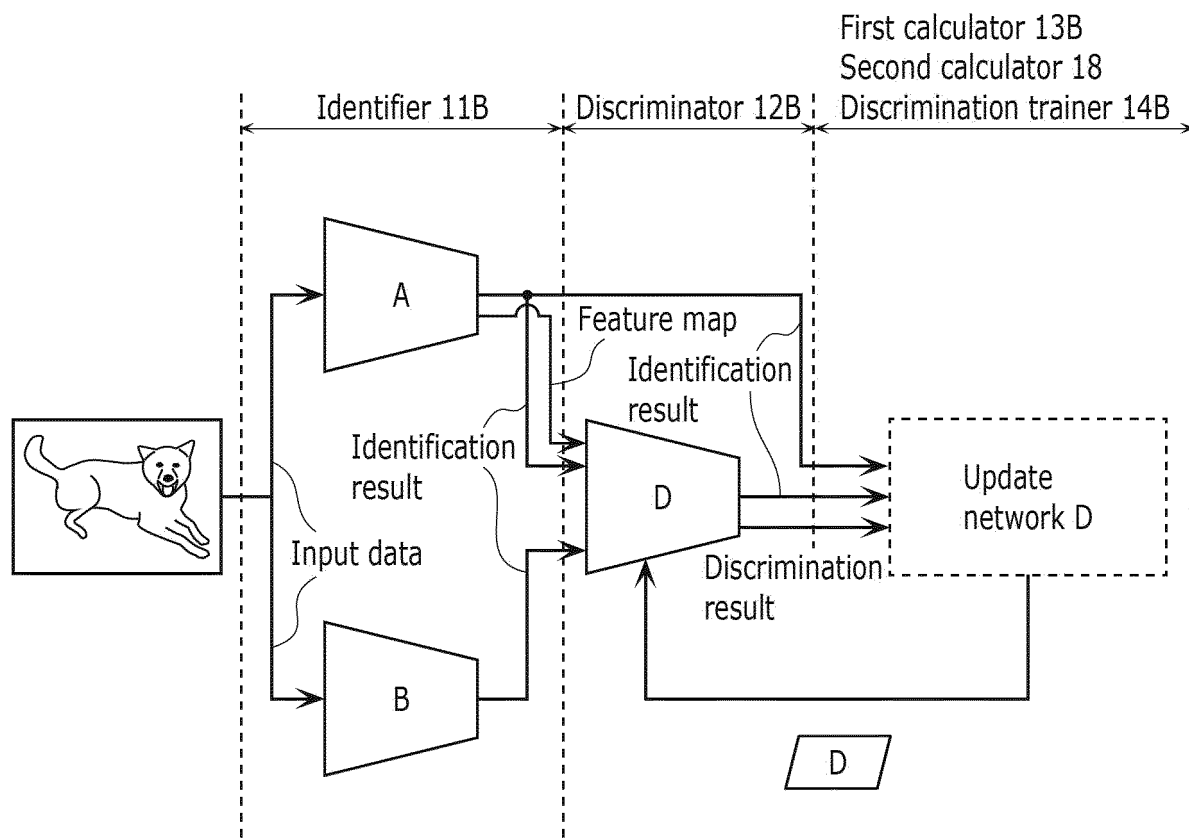 First calculator 13B
Second calculator 18
Identifier 11B
Discriminator 12B
Discrimination trainer 14B
A
Feature map
Identification
result
Identification
result
D
Update
network D
Input data
Discrimination
result
B
D